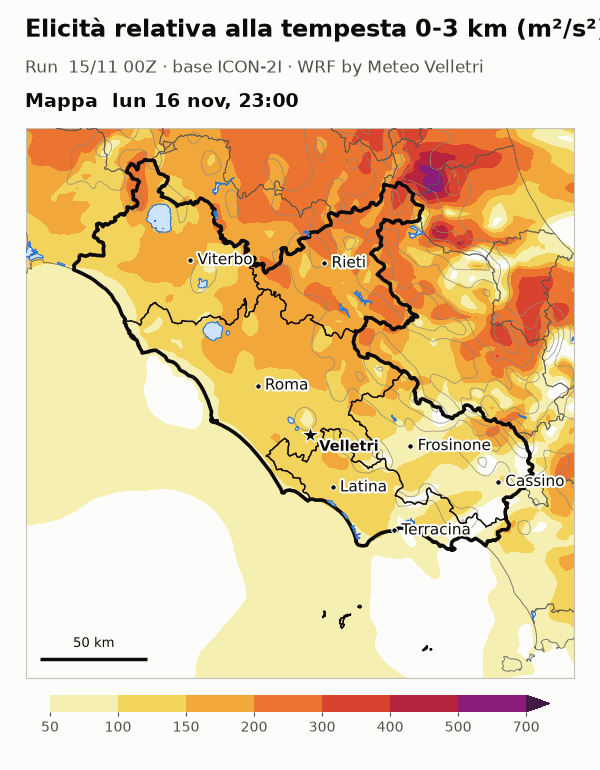 Elicità relativa alla tempesta 0-3 km (m²/s²)
Run 15/11 00Z · base ICON-2I · WRF by Meteo Velletri
Mappa lun 16 nov, 23:00
Viterbo
Rieti
Roma
Velletri
Frosinone
Latina
Cassino
Terracina
50 km
50 100 150 200 300 400 500 700